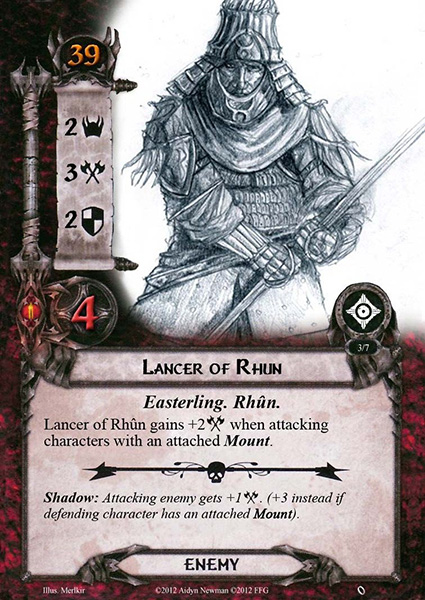 39
2
3
2
4
3/7
Lancer of Rhun
Easterling. Rhûn.
Lancer of Rhûn gains +2 when attacking
characters with an attached Mount.
Shadow: Attacking enemy gets +1 . (+3 instead if
defending character has an attached Mount).
ENEMY
Illus. Merlkir
©2012 Aidyn Newman ©2012 FFG
0